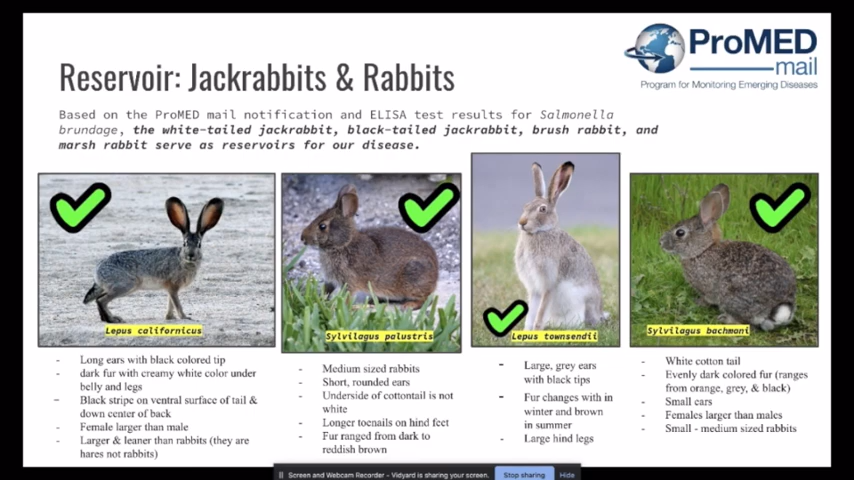 ProMED
mail
Program for Monitoring Emerging Diseases
Reservoir: Jackrabbits & Rabbits
Based on the ProMED mail notification and ELISA test results for Salmonella
brundage, the white-tailed jackrabbit, black-tailed jackrabbit, brush rabbit, and
marsh rabbit serve as reservoirs for our disease.
Lepus californicus
Sylvilagus palustris
Lepus townsendii
Sylvilagus bachmani
- Long ears with black colored tip
- dark fur with creamy white color under
belly and legs
- Black stripe on ventral surface of tail &
down center of back
- Female larger than male
- Larger & leaner than rabbits (they are
hares not rabbits)
- Medium sized rabbits
- Short, rounded ears
- Underside of cottontail is not
white
- Longer toenails on hind feet
- Fur ranged from dark to
reddish brown
- Large, grey ears
with black tips
- Fur changes with in
winter and brown
in summer
- Large hind legs
- White cotton tail
- Evenly dark colored fur (ranges
from orange, grey, & black)
- Small ears
- Females larger than males
- Small - medium sized rabbits
Screen and Webcam Recorder - Vidyard is sharing your screen.
Stop sharing
Hide